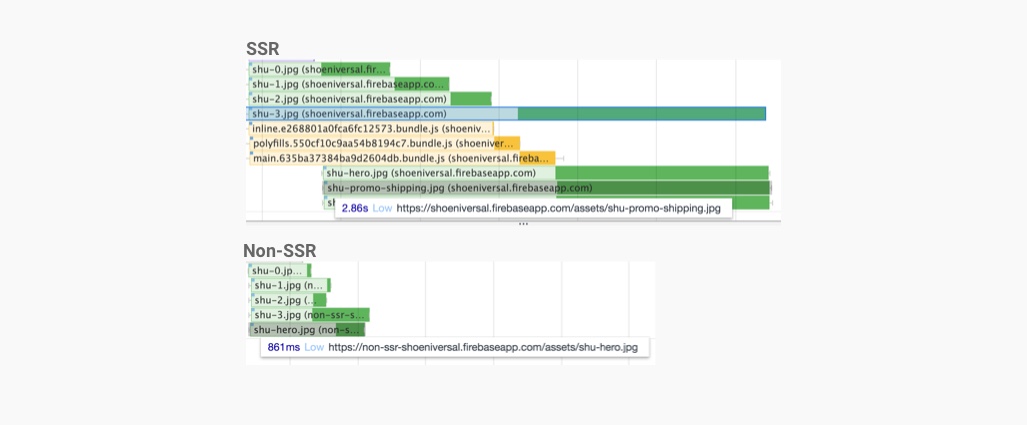 SSR
shu-0.jpg (shoeniversal.fir...
shu-1.jpg (shoeniversal.firebaseapp.co...
shu-2.jpg (shoeniversal.firebaseapp.com)
shu-3.jpg (shoeniversal.firebaseapp.com)
inline.e268801a0fca6fc12573.bundle.js (shoeniv...
polyfills.550cf10c9aa54b8194c7.bundle.js (shoeniver...
main.635ba37384ba9d2604db.bundle.js (shoeniversal.fireba...
shu-hero.jpg (shoeniversal.firebaseapp.com)
shu-promo-shipping.jpg (shoeniversal.firebaseapp.com)
2.86s Low https://shoeniversal.firebaseapp.com/assets/shu-promo-shipping.jpg
...
Non-SSR
shu-0.jp...
shu-1.jpg (n...
shu-2.jpg (...
shu-3.jpg (non-ssr-s...
shu-hero.jpg (non-s...
861ms Low https://non-ssr-shoeniversal.firebaseapp.com/assets/shu-hero.jpg